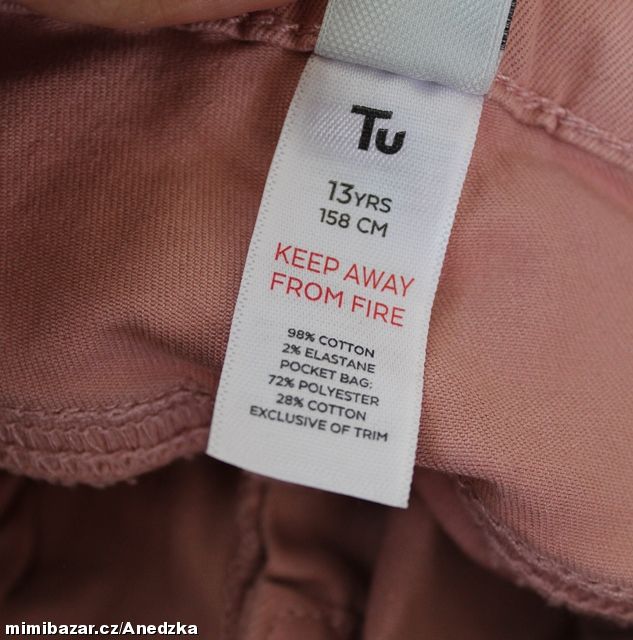 Tu
13YRS
158 CM
KEEP AWAY
FROM FIRE
98% COTTON
2% ELASTANE
POCKET BAG:
72% POLYESTER
28% COTTON
EXCLUSIVE OF TRIM
mimibazar.cz/Anedzka